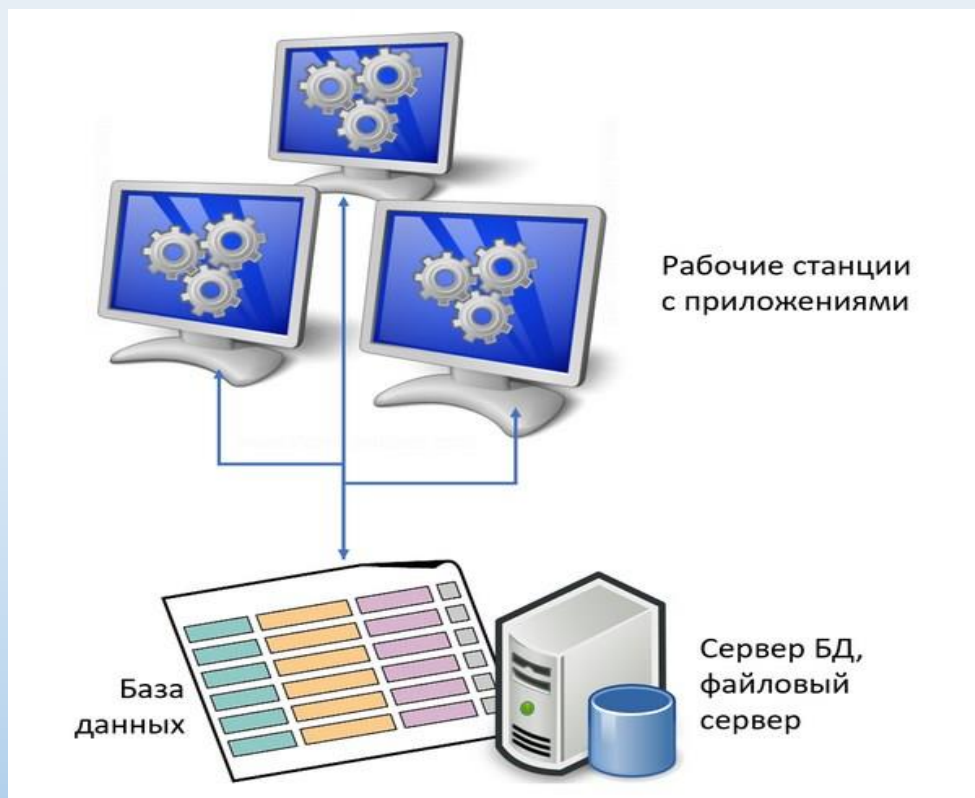 Рабочие станции
с приложениями
База
данных
Сервер БД,
файловый
сервер